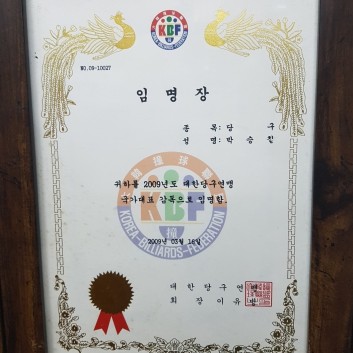 KBF
KOREA BILLIARDS FEDERATION
NO.09-10027
임 명 장
종 목 : 당 구
성 명 : 박 승 칠
귀하를 2009년도 대한당구연맹
국가대표 감독으로 임명함.
2009년 03월 16일
대 한 당 구 연 맹
회 장 이 유 병